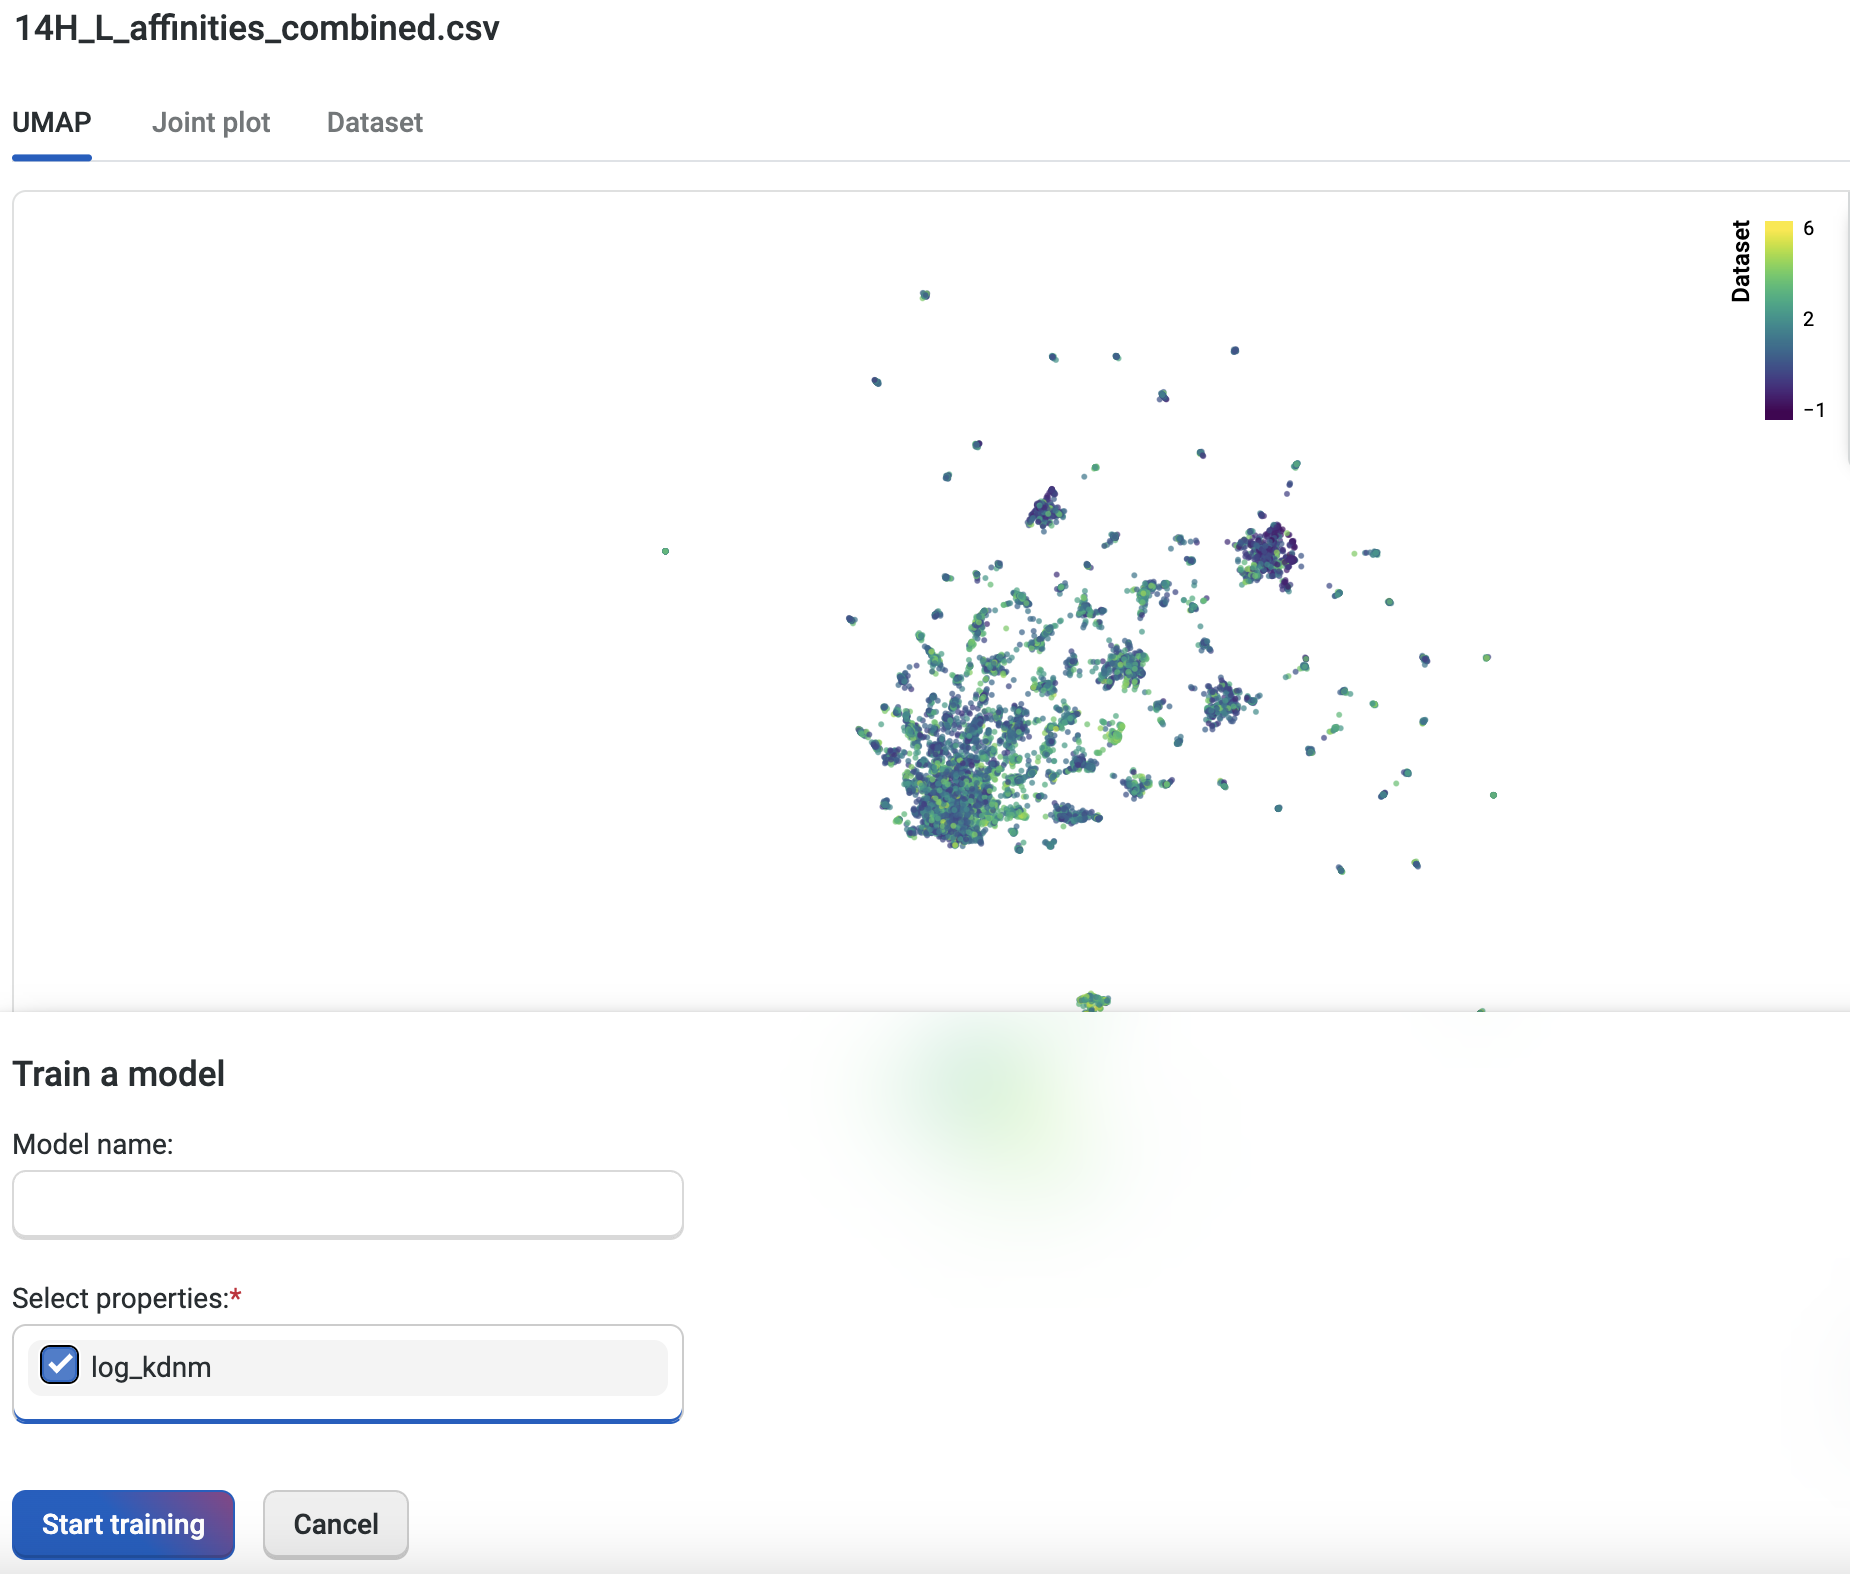 14H_L_affinities_combined.csv
UMAP Joint plot Dataset
Dataset
6
2
−1
Train a model
Model name:
Select properties:*
log_kdnm
Start training Cancel